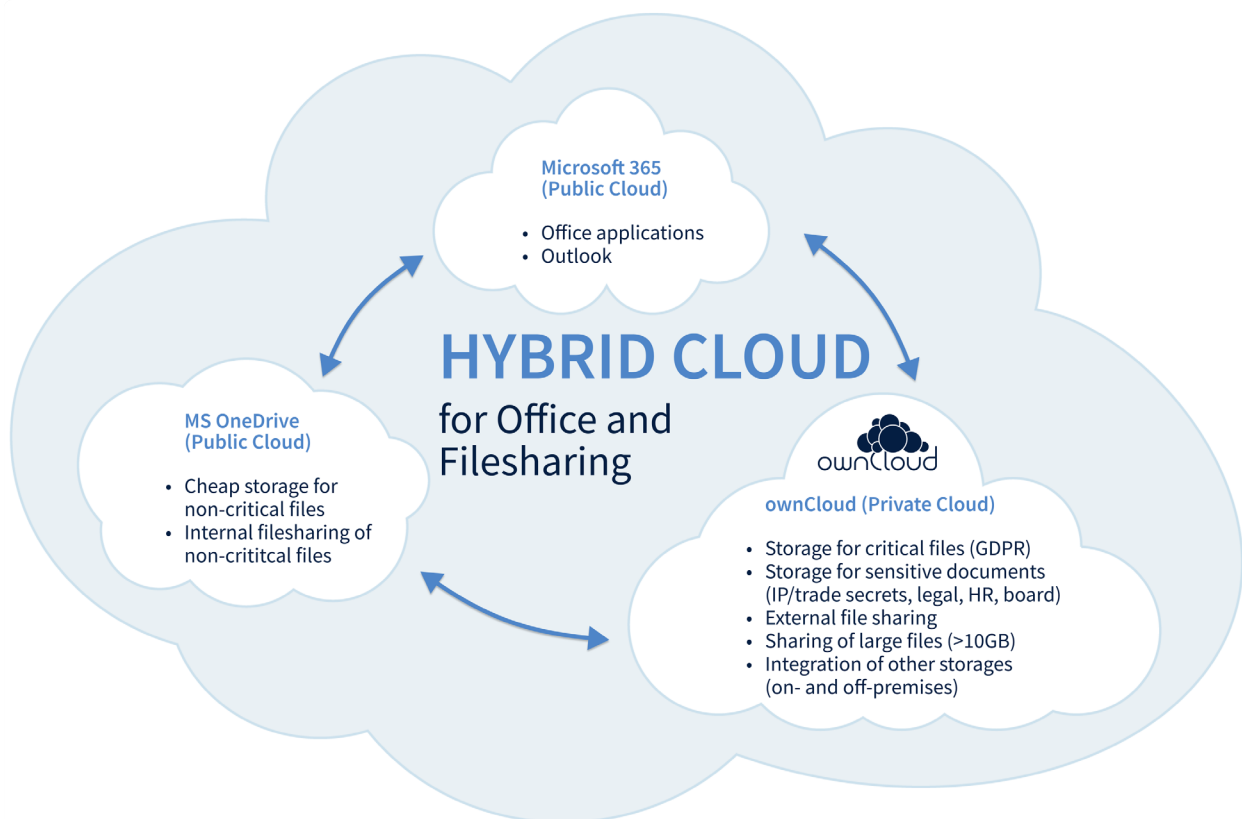 Microsoft 365
(Public Cloud)
• Office applications
• Outlook
HYBRID CLOUD
for Office and
Filesharing
MS OneDrive
(Public Cloud)
• Cheap storage for
non-critical files
• Internal filesharing of
non-crititcal files
ownCloud
ownCloud (Private Cloud)
• Storage for critical files (GDPR)
• Storage for sensitive documents
(IP/trade secrets, legal, HR, board)
• External file sharing
• Sharing of large files (>10GB)
• Integration of other storages
(on- and off-premises)